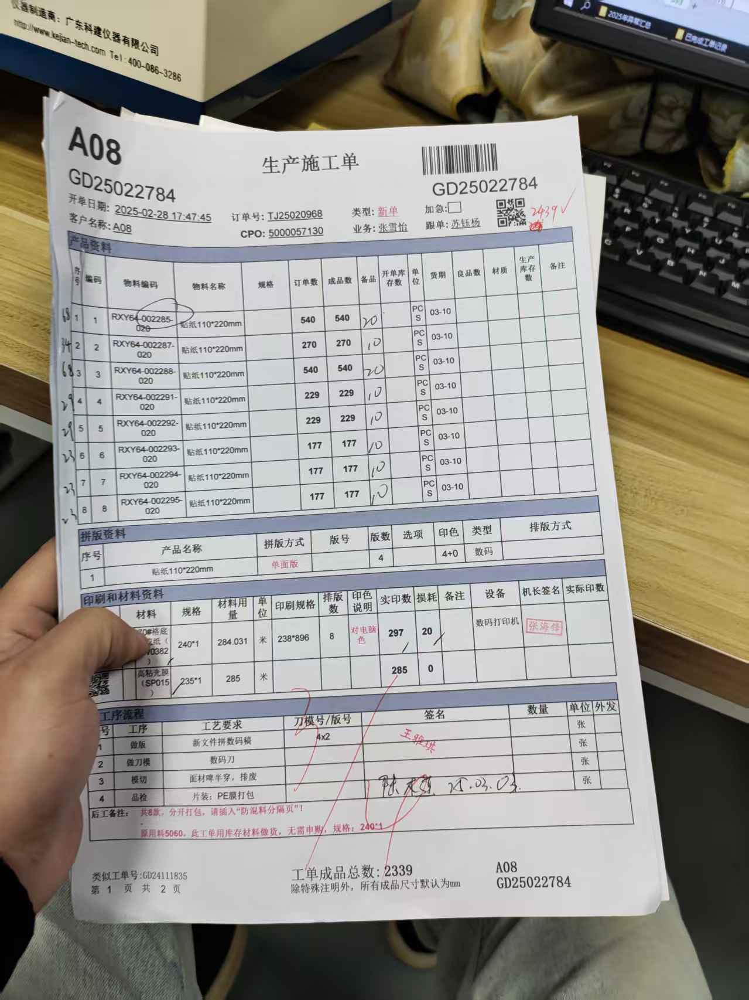 仪器制造商：广东科建仪器有限公司
http://www.kejian-tech.com Tel:400-086-3286
2025年异常汇总
已完成工单记录
A08
生产施工单
GD25022784
GD25022784
开单日期: 2025-02-28 17:47:45 订单号: TJ25020968 类型: 新单 加急:
2439√
客户名称: A08 CPO: 5000057130 业务: 张雪怡 跟单: 苏钰杨
产品资料
序号 编码 物料编码 物料名称 规格 订单数 成品数 备品 开单库存数 单位 货期 良品数 材质 生产库存数 备注
68 1 1 RXY64-002285-020 贴纸110*220mm 540 540 20 PCS 03-10
34 2 2 RXY64-002287-020 贴纸110*220mm 270 270 10 PCS 03-10
68 3 3 RXY64-002288-020 贴纸110*220mm 540 540 20 PCS 03-10
29 4 4 RXY64-002291-020 贴纸110*220mm 229 229 10 PCS 03-10
29 5 5 RXY64-002292-020 贴纸110*220mm 229 229 10 PCS 03-10
23 6 6 RXY64-002293-020 贴纸110*220mm 177 177 10 PCS 03-10
23 7 7 RXY64-002294-020 贴纸110*220mm 177 177 10 PCS 03-10
23 8 8 RXY64-002295-020 贴纸110*220mm 177 177 10 PCS 03-10
拼版资料
序号 产品名称 拼版方式 版号 版数 选项 印色 类型 排版方式
1 贴纸110*220mm 单面版 4 4+0 数码
印刷和材料资料
材料 规格 材料用量 单位 印刷规格 排版数 印色说明 实印数 损耗 备注 设备 机长签名 实际印数
70#格底 纸（ V0382） 240*1 284.031 米 238*896 8 对电脑色 297 20 数码打印机 张海锋
高粘光膜（SP015） 235*1 285 米 285 0
工序流程
号 工序 工艺要求 刀模号/版号 签名 数量 单位 外发
1 做版 新文件拼数码稿 4x2 王雅琪 张
2 做刀模 数码刀 张
3 模切 面材啤半穿，排废 张
4 品检 片装：PE膜打包 25.03.03. 张
后工备注： 共8款，分开打包，请插入“防混料分隔页”！
-
原用料5060，此工单用库存材料做货，无需申购，规格：240*1
类似工单号:GD24111835 工单成品总数: 2339 A08
第 1 页 共 2 页 除特殊注明外，所有成品尺寸默认为mm GD25022784